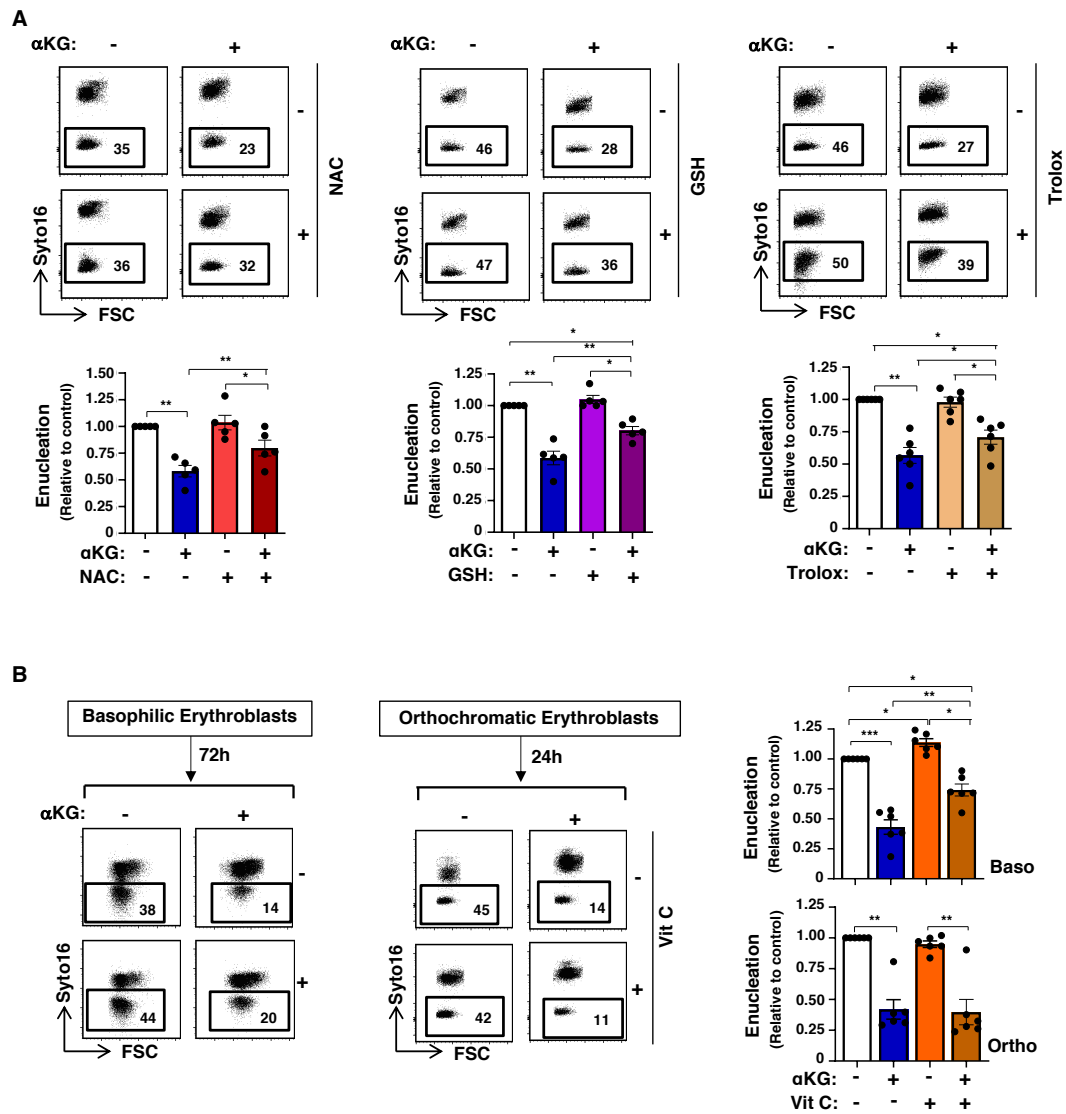 A
αKG: - +
35 23
-
36 32
+
NAC
Syto16
FSC
αKG: - +
46 28
-
47 36
+
GSH
Syto16
FSC
αKG: - +
46 27
-
50 39
+
Trolox
Syto16
FSC
Enucleation
(Relative to control)
1.50
1.25
1.00
0.75
0.50
0.25
0
**
**
*
αKG: - + - +
NAC: - - + +
Enucleation
(Relative to control)
1.25
1.00
0.75
0.50
0.25
0
*
**
**
*
αKG: - + - +
GSH: - - + +
Enucleation
(Relative to control)
1.25
1.00
0.75
0.50
0.25
0
*
*
**
*
αKG: - + - +
Trolox: - - + +
B
Basophilic Erythroblasts
72h
αKG: - +
38 14
-
44 20
+
Syto16
FSC
Orthochromatic Erythroblasts
24h
- +
45 14
-
42 11
+
Vit C
Syto16
FSC
Enucleation
(Relative to control)
1.25
1.00
0.75
0.50
0.25
0
*
**
*
*
***
Baso
Enucleation
(Relative to control)
1.25
1.00
0.75
0.50
0.25
0
**
**
Ortho
αKG: - + - +
Vit C: - - + +